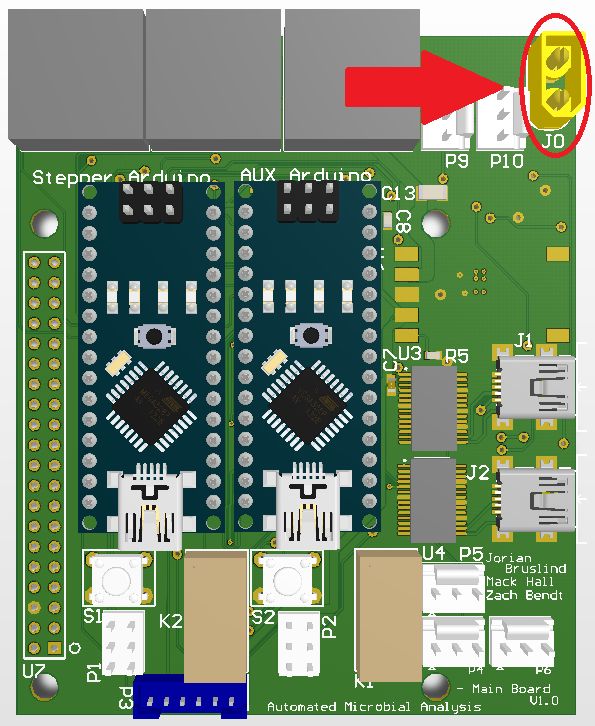 J0
P9
P10
Stepper Arduino
AUX Arduino
C13
C8
J1
U3
R5
C7
J2
U4
P5
Jorian
Bruslind
Mack Hall
Zach Bendt
S1
K2
S2
P2
P1
P4
P6
U7
K1
P3
- Main Board
V1.0
Automated Microbial Analysis